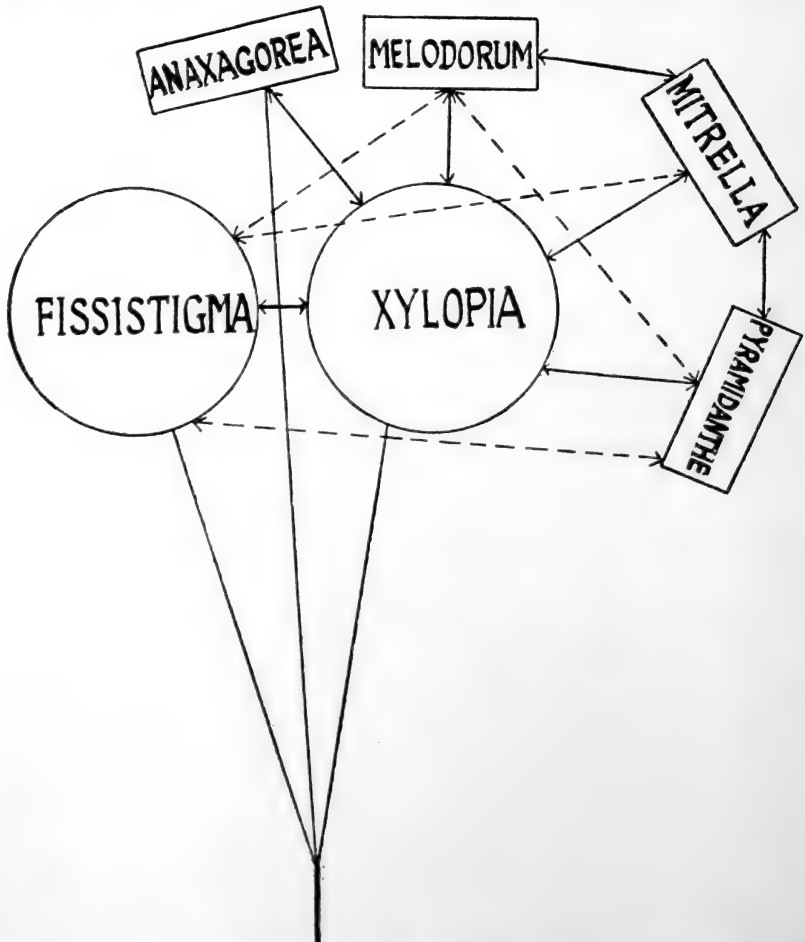 ANAXAGOREA
MELODORUM
MITRELLA
FISSISTIGMA
XYLOPIA
PYRAMIDANTHE